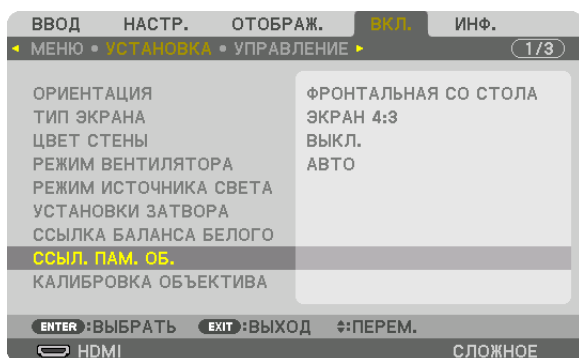 ВВОД НАСТР. ОТОБРАЖ. ВКЛ. ИНФ.
МЕНЮ • УСТАНОВКА • УПРАВЛЕНИЕ 1/3
ОРИЕНТАЦИЯ ФРОНТАЛЬНАЯ СО СТОЛА
ТИП ЭКРАНА ЭКРАН 4:3
ЦВЕТ СТЕНЫ ВЫКЛ.
РЕЖИМ ВЕНТИЛЯТОРА АВТО
РЕЖИМ ИСТОЧНИКА СВЕТА
УСТАНОВКИ ЗАТВОРА
ССЫЛКА БАЛАНСА БЕЛОГО
ССЫЛ. ПАМ. ОБ.
КАЛИБРОВКА ОБЪЕКТИВА
ENTER :ВЫБРАТЬ EXIT :ВЫХОД :ПЕРЕМ.
HDMI СЛОЖНОЕ